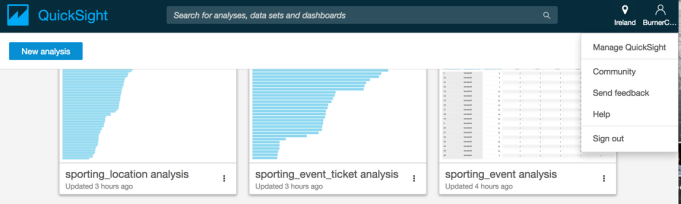 QuickSight
Search for analyses, data sets and dashboards
Ireland
BurnerC...
New analysis
Manage QuickSight
Community
Send feedback
Help
Sign out
sporting_location analysis
Updated 3 hours ago
sporting_event_ticket analysis
Updated 3 hours ago
sporting_event analysis
Updated 4 hours ago